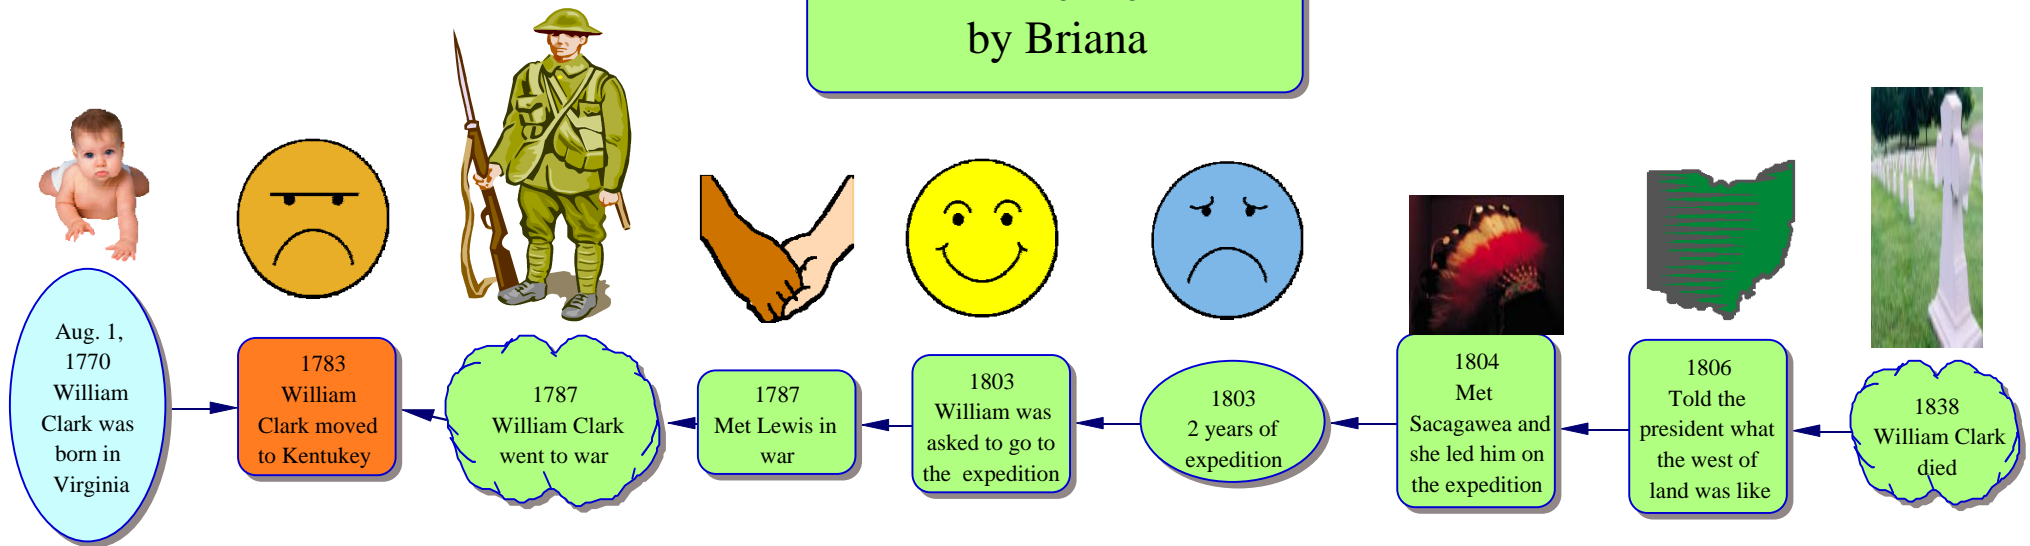 by Briana
Aug. 1,
1770
William
Clark was
born in
Virginia
1783
William
Clark moved
to Kentukey
1787
William Clark
went to war
1787
Met Lewis in
war
1803
William was
asked to go to
the expedition
1803
2 years of
expedition
1804
Met
Sacagawea and
she led him on
the expedition
1806
Told the
president what
the west of
land was like
1838
William Clark
died